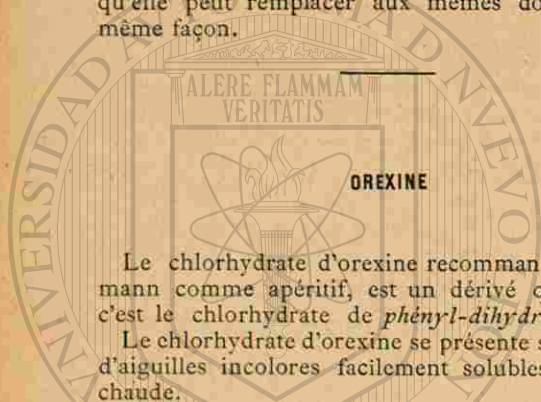 qu'elle peut remplacer aux mêmes do
même façon.
ALERE FLAMMAM
VERITATIS
OREXINE
Le chlorhydrate d'orexine recomman
mann comme apéritif, est un dérivé
c'est le chlorhydrate de phényl-dihydr
Le chlorhydrate d'orexine se présente
d'aiguilles incolores facilement solubles
chaude.